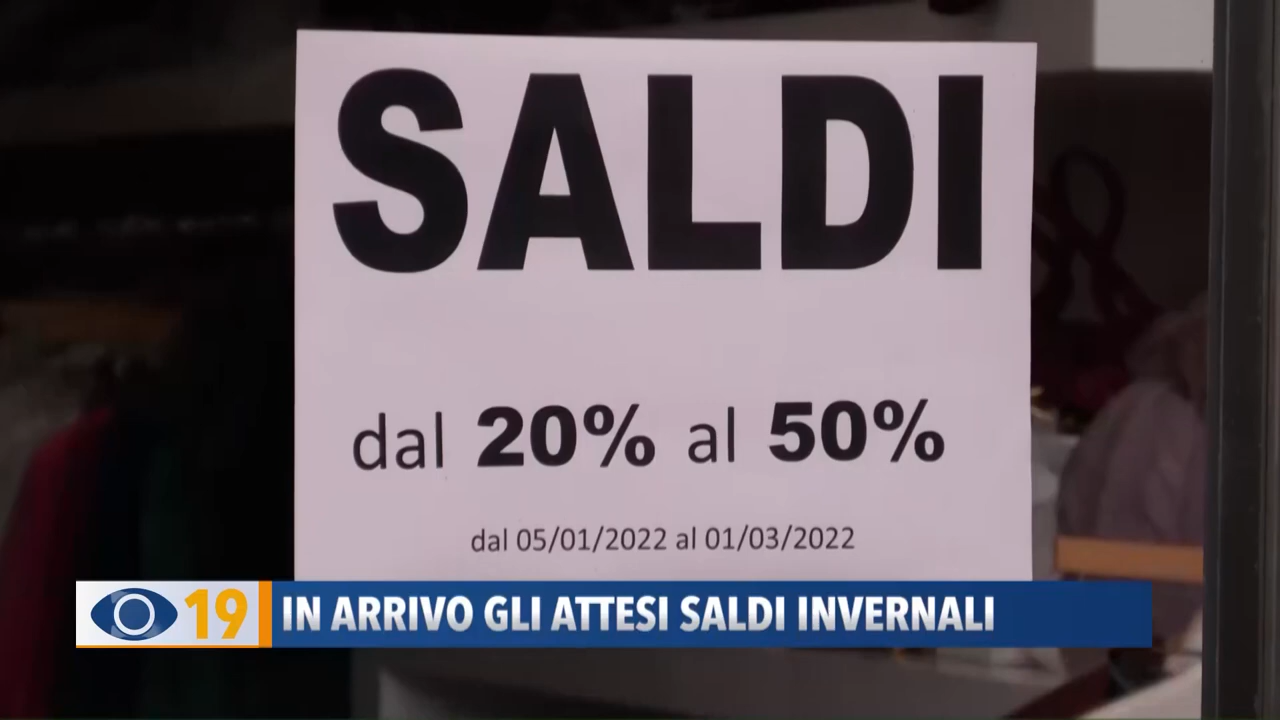 SALDI
dal 20% al 50%
dal 05/01/2022 al 01/03/2022
19 IN ARRIVO GLI ATTESI SALDI INVERNALI